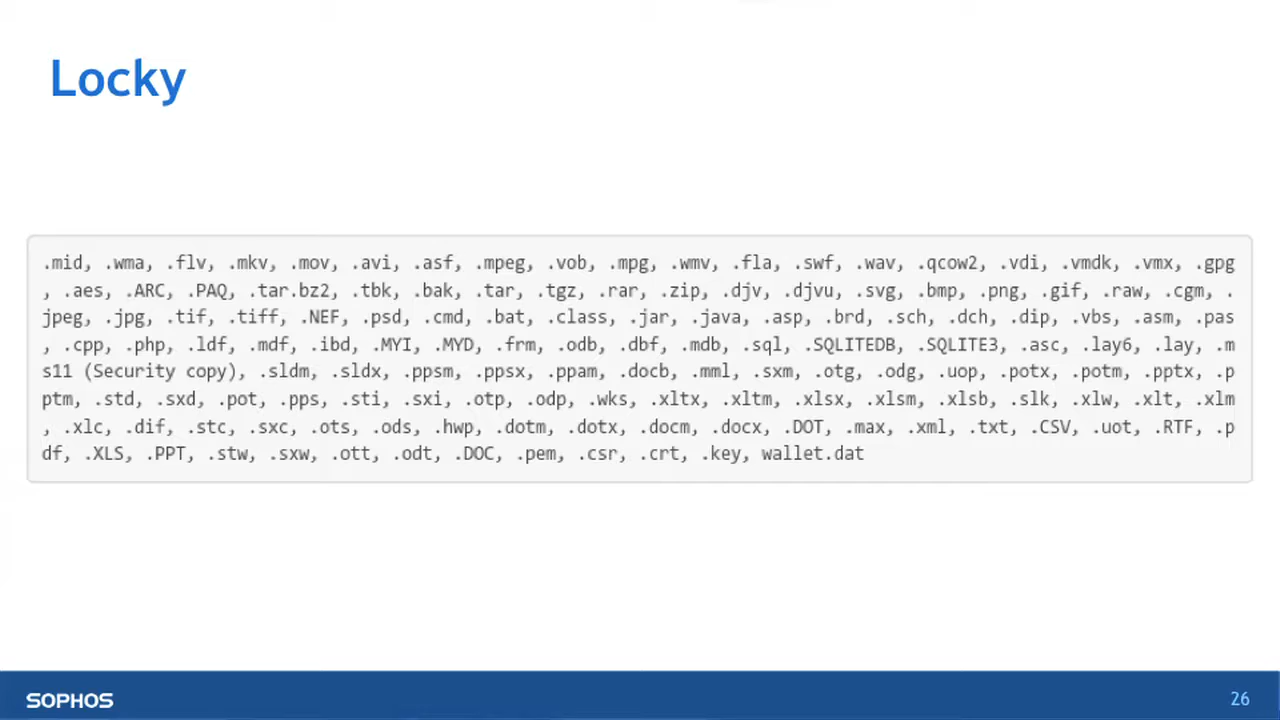 Locky
.mid, .wma, .flv, .mkv, .mov, .avi, .asf, .mpeg, .vob, .mpg, .wmv, .fla, .swf, .wav, .qcow2, .vdi, .vmdk, .vmx, .gpg
, .aes, .ARC, .PAQ, .tar.bz2, .tbk, .bak, .tar, .tgz, .rar, .zip, .djv, .djvu, .svg, .bmp, .png, .gif, .raw, .cgm, .
jpeg, .jpg, .tif, .tiff, .NEF, .psd, .cmd, .bat, .class, .jar, .java, .asp, .brd, .sch, .dch, .dip, .vbs, .asm, .pas
, .cpp, .php, .ldf, .mdf, .ibd, .MYI, .MYD, .frm, .odb, .dbf, .mdb, .sql, .SQLITEDB, .SQLITE3, .asc, .lay6, .lay, .m
s11 (Security copy), .sldm, .sldx, .ppsm, .ppsx, .ppam, .docb, .mml, .sxm, .otg, .odg, .uop, .potx, .potm, .pptx, .p
ptm, .std, .sxd, .pot, .pps, .sti, .sxi, .otp, .odp, .wks, .xltx, .xltm, .xlsx, .xlsm, .xlsb, .slk, .xlw, .xlt, .xlm
, .xlc, .dif, .stc, .sxc, .ots, .ods, .hwp, .dotm, .dotx, .docm, .docx, .DOT, .max, .xml, .txt, .CSV, .uot, .RTF, .p
df, .XLS, .PPT, .stw, .sxw, .ott, .odt, .DOC, .pem, .csr, .crt, .key, wallet.dat
SOPHOS
26